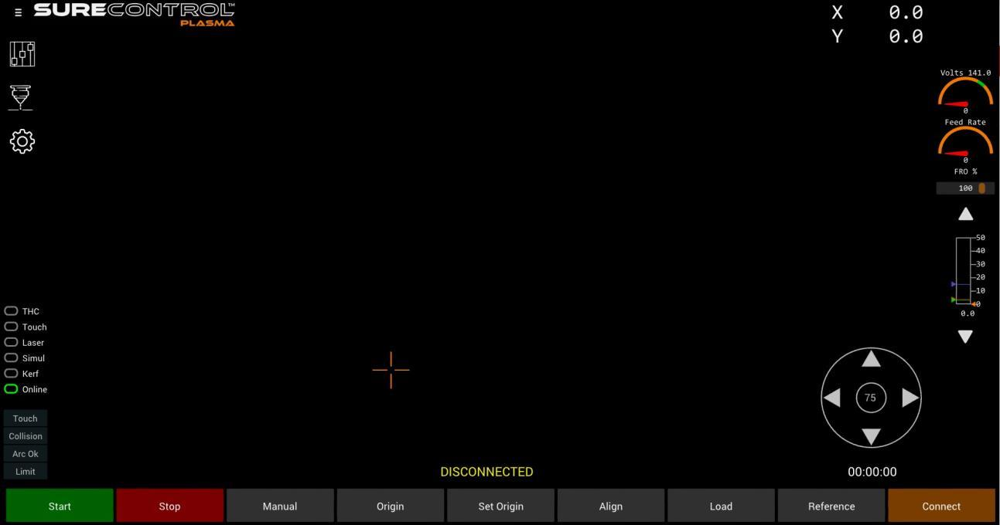 SURECONTROL™
PLASMA
X 0.0
Y 0.0
Volts 141.0
0
Feed Rate
0
FRO %
100
50
40
30
20
10
0
0.0
THC
Touch
Laser
Simul
Kerf
Online
75
Touch
Collision
Arc Ok
Limit
DISCONNECTED
00:00:00
Start
Stop
Manual
Origin
Set Origin
Align
Load
Reference
Connect